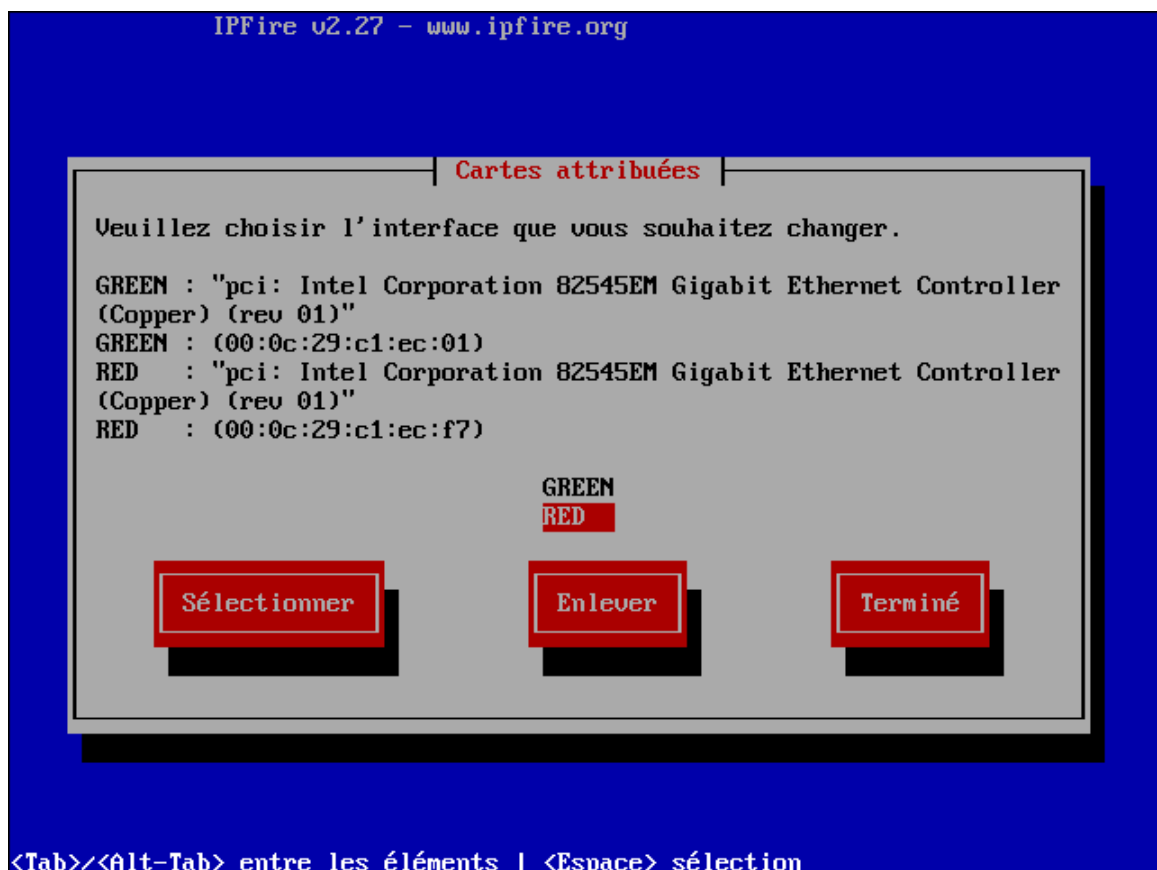 IPFire v2.27 - www.ipfire.org
Cartes attribuées
Veuillez choisir l'interface que vous souhaitez changer.
GREEN : "pci: Intel Corporation 82545EM Gigabit Ethernet Controller
(Copper) (rev 01)"
GREEN : (00:0c:29:c1:ec:01)
RED   : "pci: Intel Corporation 82545EM Gigabit Ethernet Controller
(Copper) (rev 01)"
RED   : (00:0c:29:c1:ec:f7)
GREEN
RED
Sélectionner Enlever Terminé
<Tab>/<Alt-Tab> entre les éléments | <Espace> sélection